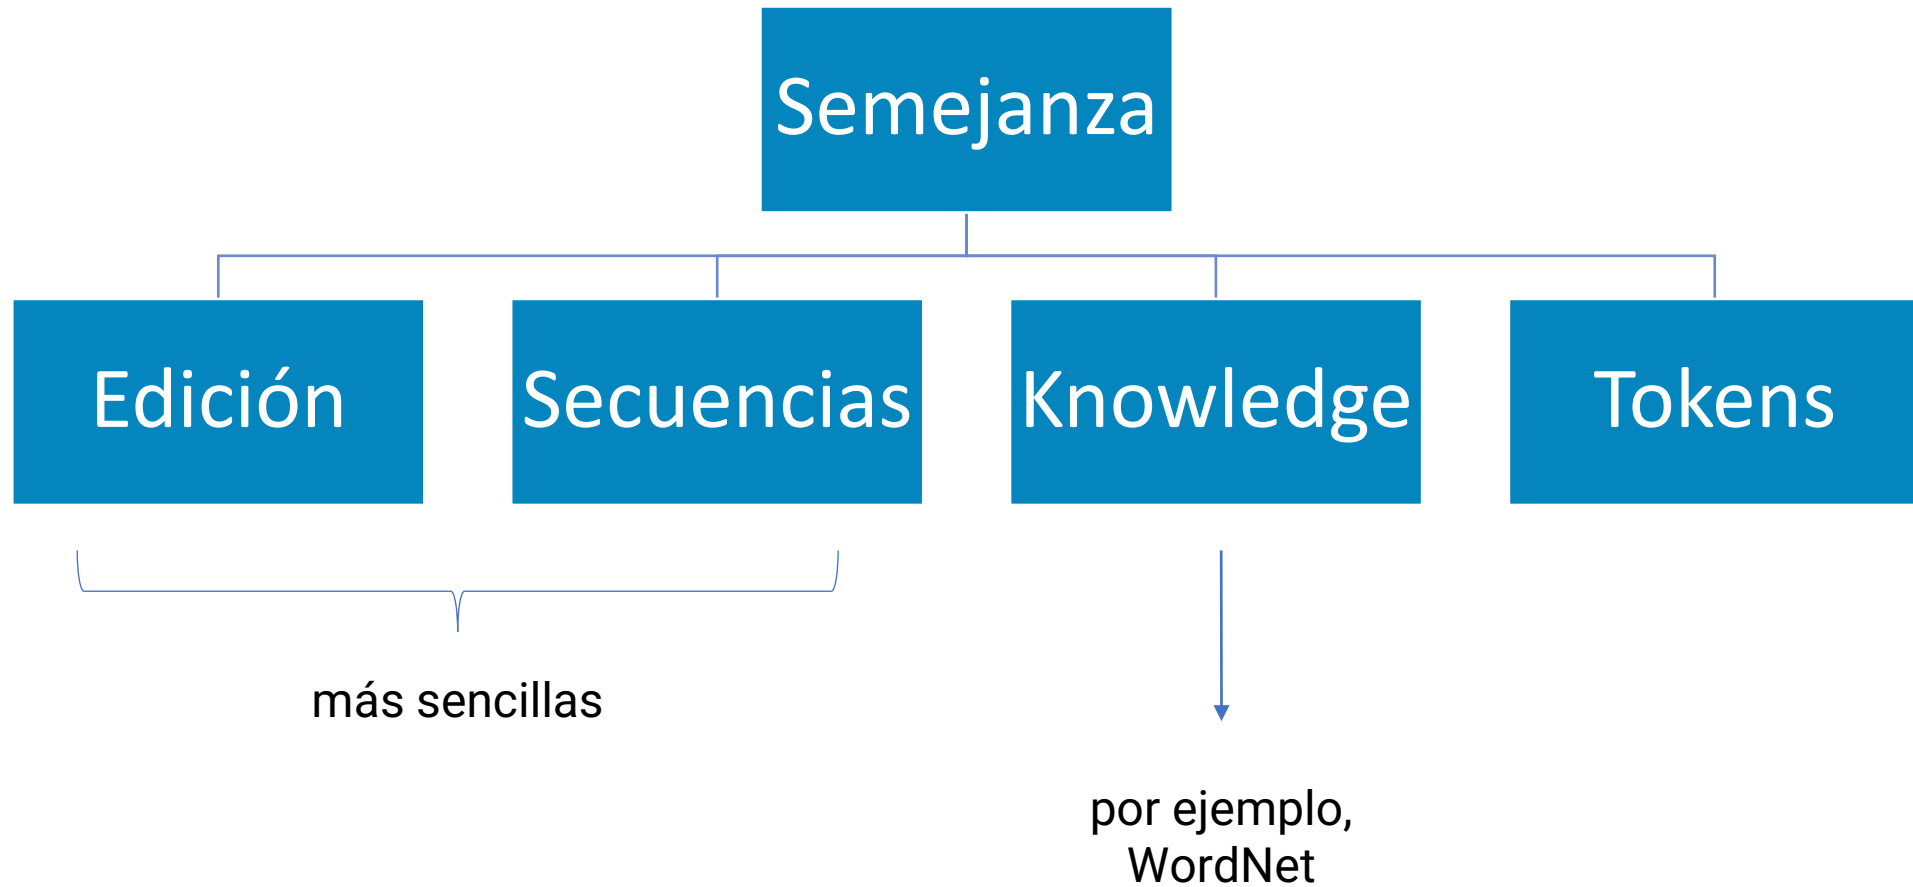 Semejanza
Edición
Secuencias
Knowledge
Tokens
más sencillas
por ejemplo,
WordNet